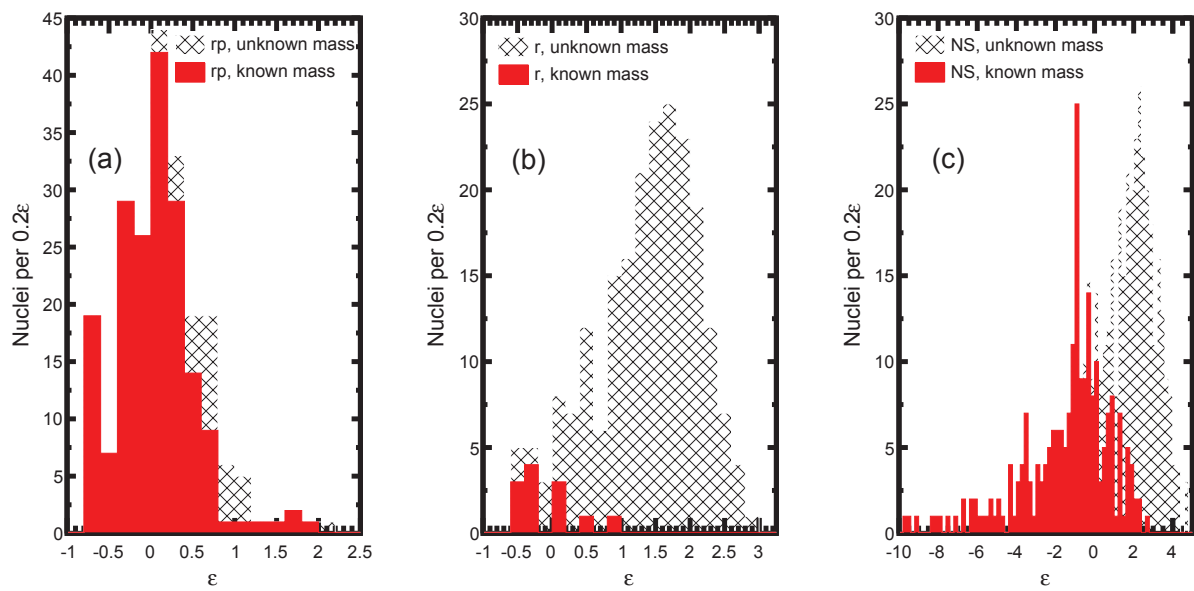 45
40
35
30
25
20
15
10
5
0
Nuclei per 0.2ε
rp, unknown mass
rp, known mass
(a)
-1 -0.5 0 0.5 1 1.5 2 2.5
ε
30
25
20
15
10
5
0
Nuclei per 0.2ε
r, unknown mass
r, known mass
(b)
-1 -0.5 0 0.5 1 1.5 2 2.5 3
ε
30
25
20
15
10
5
0
Nuclei per 0.2ε
NS, unknown mass
NS, known mass
(c)
-10 -8 -6 -4 -2 0 2 4
ε